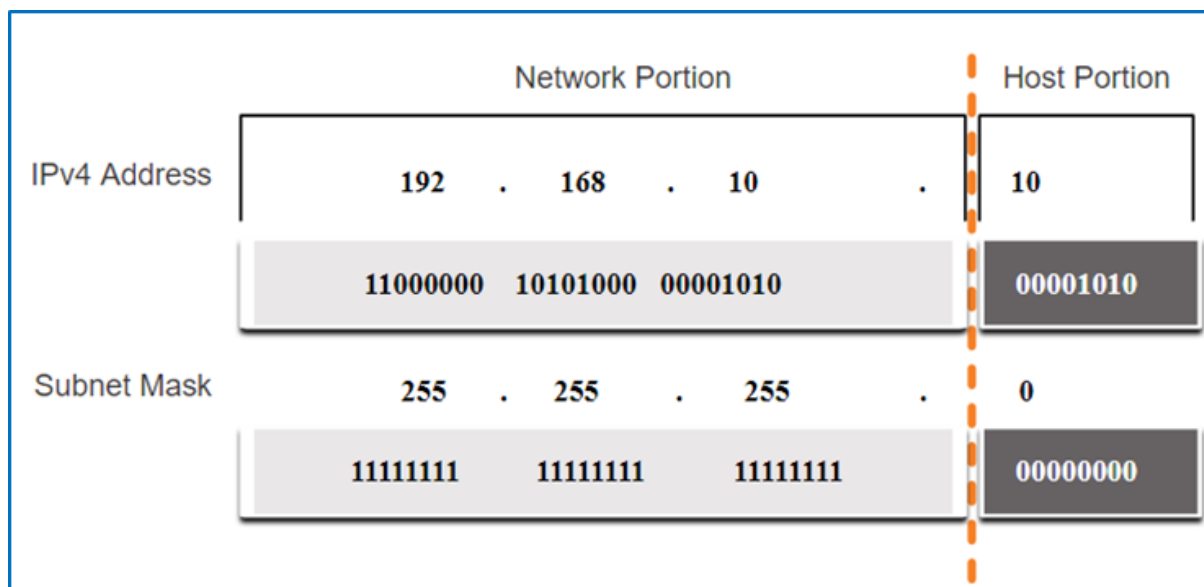 Network Portion Host Portion
IPv4 Address 192 . 168 . 10 . 10
11000000 10101000 00001010 00001010
Subnet Mask 255 . 255 . 255 . 0
11111111 11111111 11111111 00000000